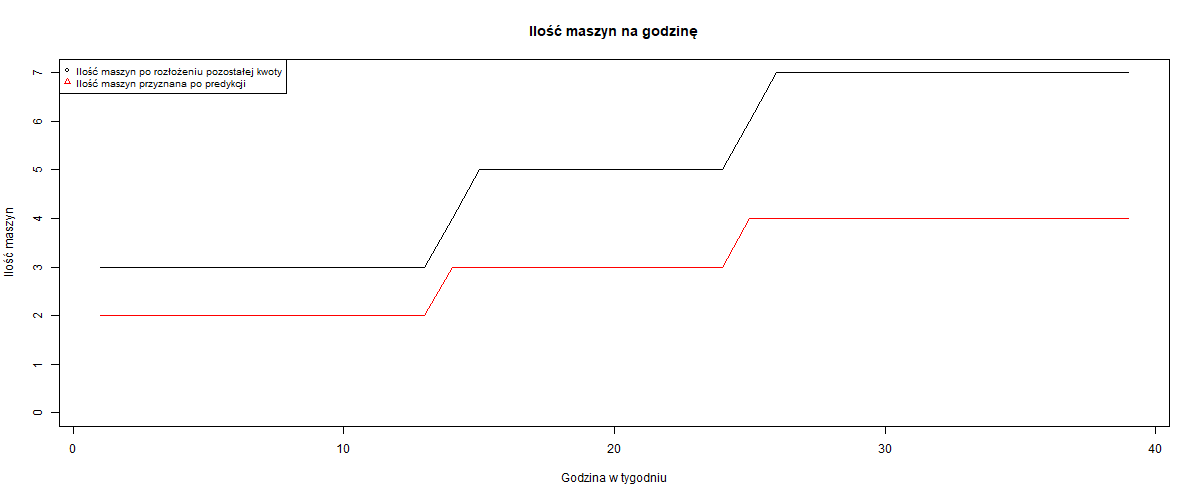 Ilość maszyn na godzinę
Ilość maszyn po rozłożeniu pozostałej kwoty
Ilość maszyn przyznana po predykcji
Ilość maszyn
7
6
5
4
3
2
1
0
0 10 20 30 40
Godzina w tygodniu